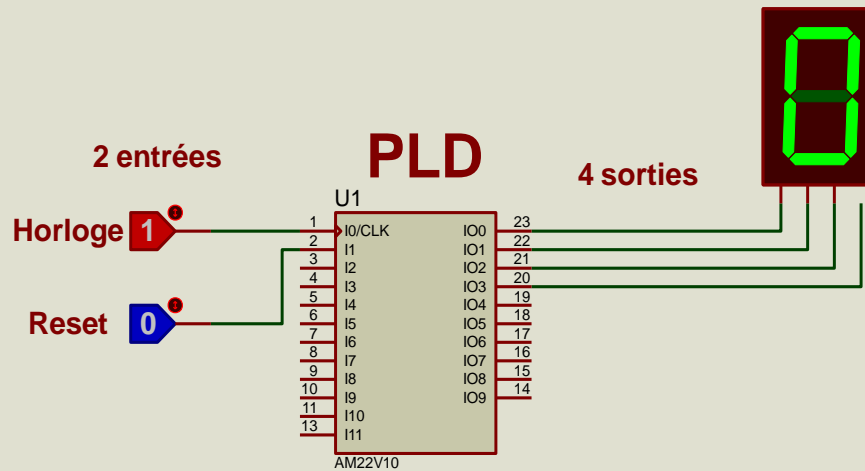 PLD
2 entrées
4 sorties
U1
Horloge 1
Reset 0
1 I0/CLK IO0 23
2 I1 IO1 22
3 I2 IO2 21
4 I3 IO3 20
5 I4 IO4 19
6 I5 IO5 18
7 I6 IO6 17
8 I7 IO7 16
9 I8 IO8 15
10 I9 IO9 14
11 I10
13 I11
AM22V10
0